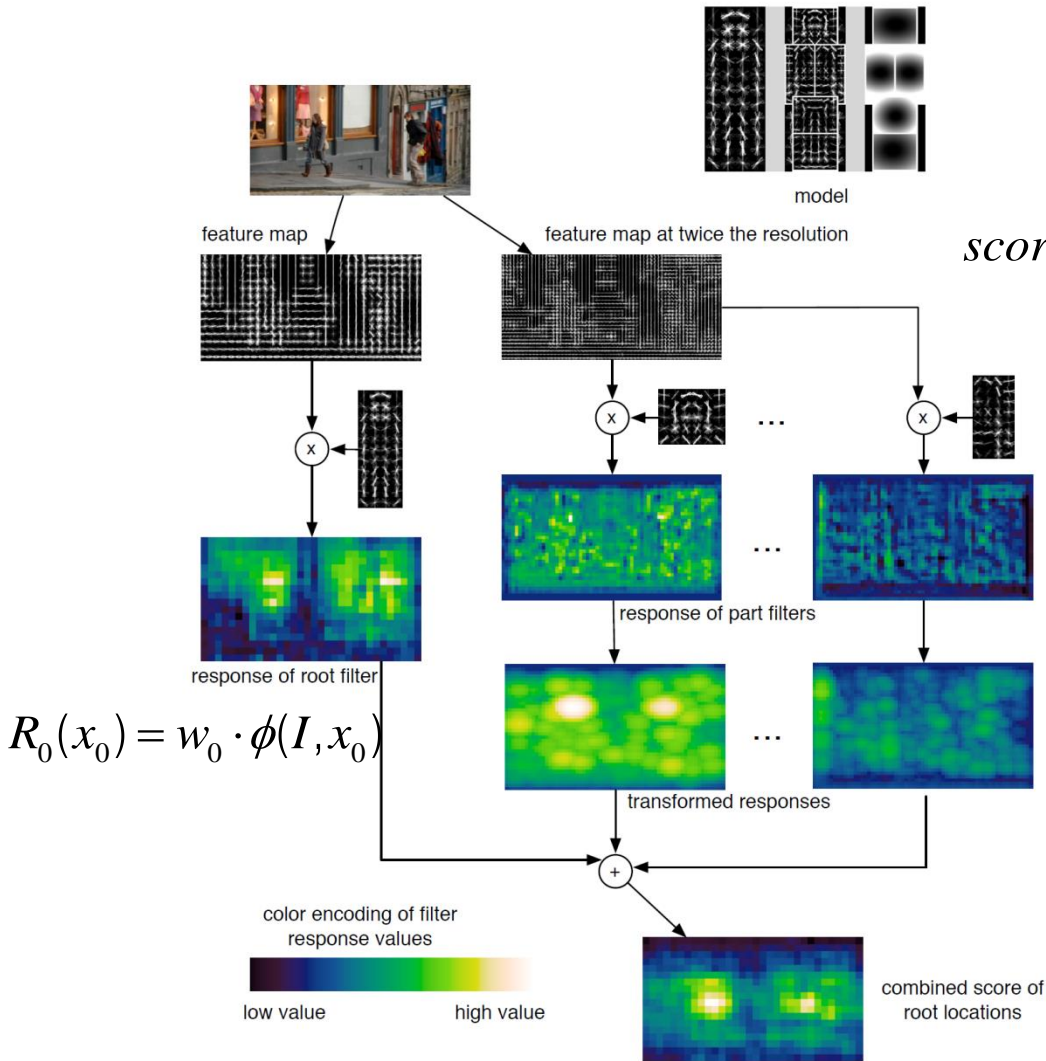 model
feature map
feature map at twice the resolution
scor
x
x
...
x
...
response of part filters
response of root filter
R₀(x₀) = w₀ · ϕ(I, x₀)
...
transformed responses
+
color encoding of filter
response values
low value
high value
combined score of
root locations